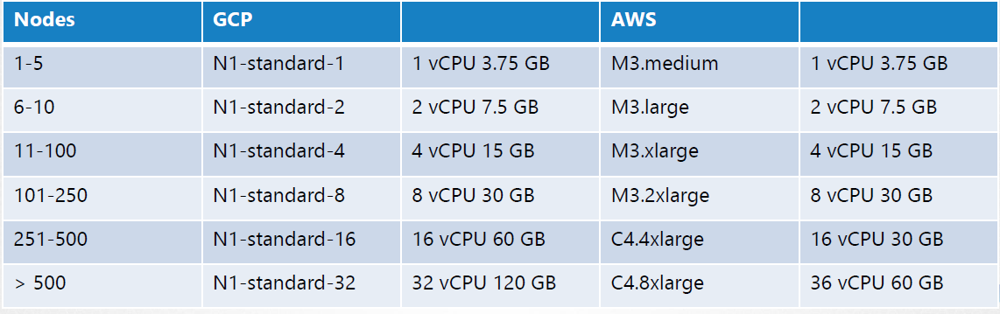 Nodes GCP AWS
1-5 N1-standard-1 1 vCPU 3.75 GB M3.medium 1 vCPU 3.75 GB
6-10 N1-standard-2 2 vCPU 7.5 GB M3.large 2 vCPU 7.5 GB
11-100 N1-standard-4 4 vCPU 15 GB M3.xlarge 4 vCPU 15 GB
101-250 N1-standard-8 8 vCPU 30 GB M3.2xlarge 8 vCPU 30 GB
251-500 N1-standard-16 16 vCPU 60 GB C4.4xlarge 16 vCPU 30 GB
> 500 N1-standard-32 32 vCPU 120 GB C4.8xlarge 36 vCPU 60 GB